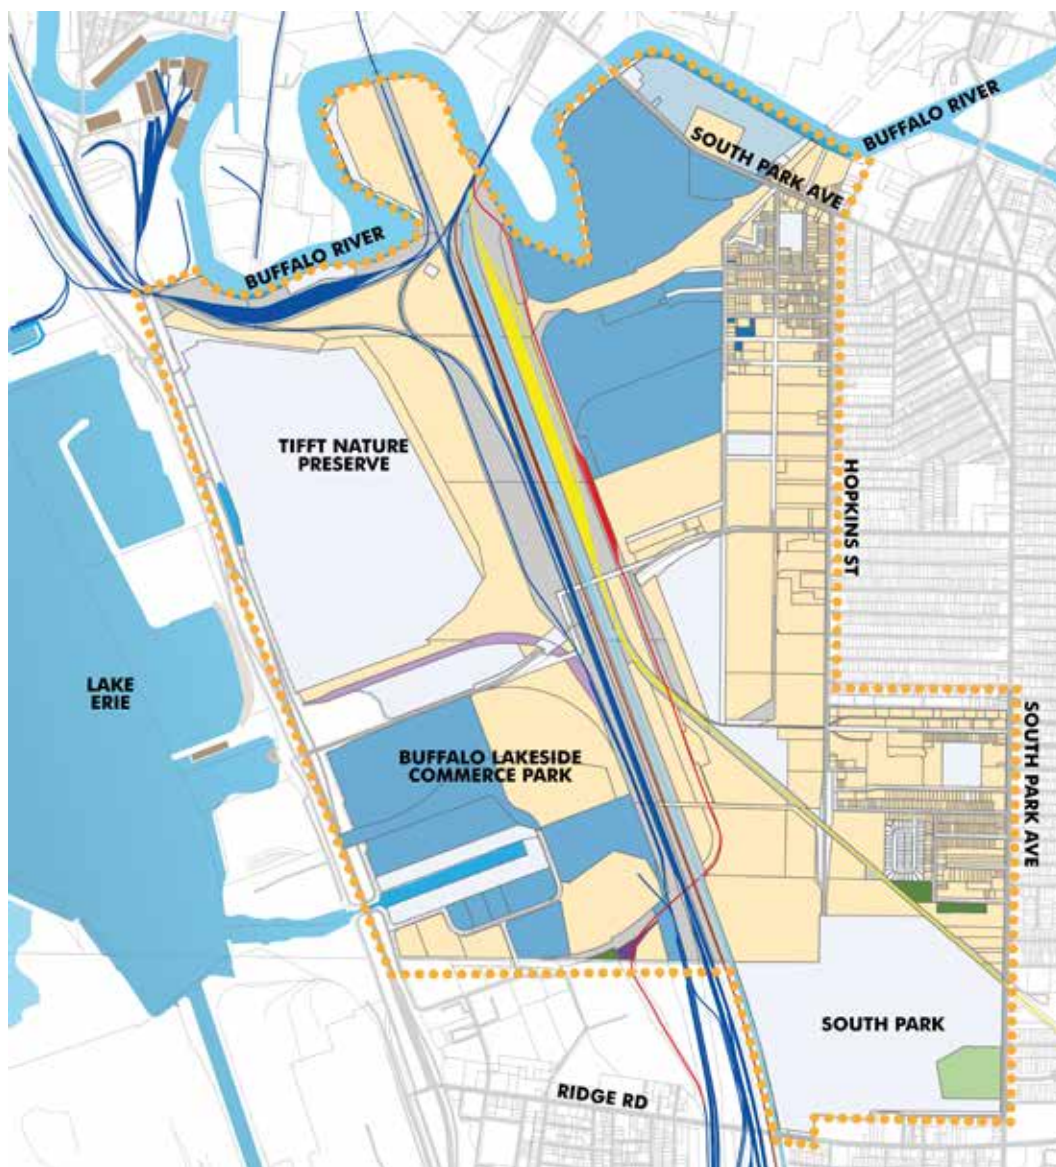 BUFFALO RIVER
SOUTH PARK AVE
BUFFALO RIVER
TIFFT NATURE
PRESERVE
HOPKINS ST
LAKE
ERIE
SOUTH PARK AVE
BUFFALO LAKESIDE
COMMERCE PARK
SOUTH PARK
RIDGE RD